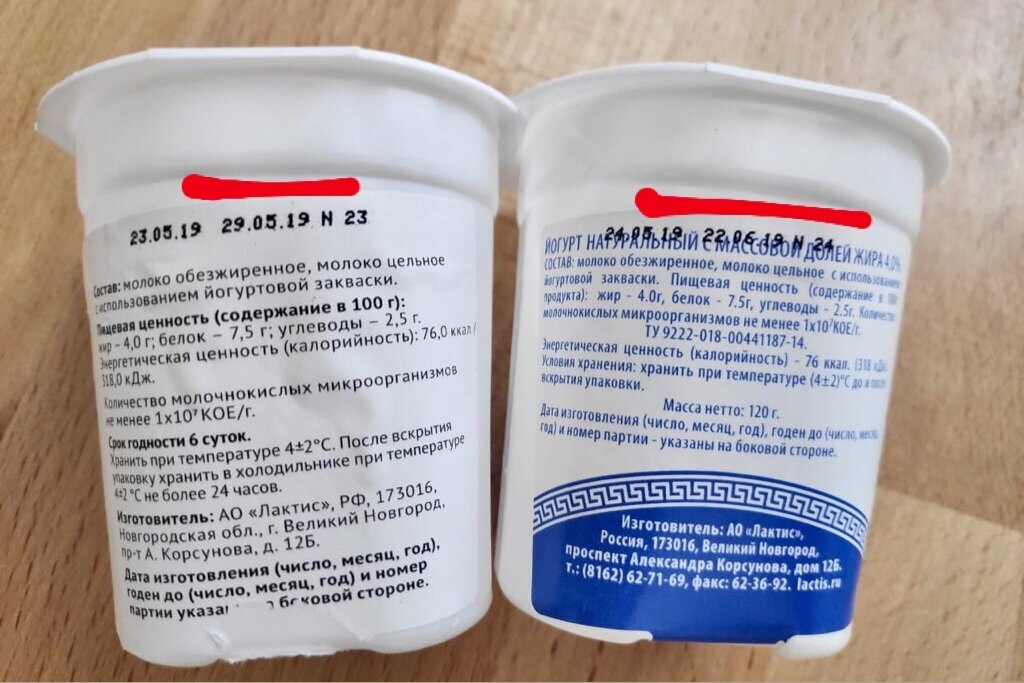 23.05.19 29.05.19 N 23
Состав: молоко обезжиренное, молоко цельное
с использованием йогуртовой закваски.
Пищевая ценность (содержание в 100 г):
жир – 4,0 г; белок – 7,5 г; углеводы – 2,5 г.
Энергетическая ценность (калорийность): 76,0 ккал /
318,0 кДж.
Количество молочнокислых микроорганизмов
не менее 1х10⁷ КОЕ/г.
Срок годности 6 суток.
Хранить при температуре 4±2°С. После вскрытия
упаковку хранить в холодильнике при температуре
4±2°С не более 24 часов.
Изготовитель: АО «Лактис», РФ, 173016,
Новгородская обл., г. Великий Новгород,
пр-т А. Корсунова, д. 12Б.
Дата изготовления (число, месяц, год),
годен до (число, месяц, год) и номер
партии боковой стороне.
24.05.19 22.06.19 N 24
ЙОГУРТ НАТУРАЛЬНЫЙ С МАССОВОЙ ДОЛЕЙ ЖИРА 4,0%.
СОСТАВ: молоко обезжиренное, молоко цельное с использованием
йогуртовой закваски. Пищевая ценность (содержание в 100г
продукта): жир - 4.0г, белок - 7.5г, углеводы - 2.5г. Количество
молочнокислых микроорганизмов не менее 1х10⁷КОЕ/г.
ТУ 9222-018-00441187-14.
Энергетическая ценность (калорийность) - 76 ккал. (318 кДж).
Условия хранения: хранить при температуре (4±2)°С до и после
вскрытия упаковки.
Масса нетто: 120 г.
Дата изготовления (число, месяц, год), годен до (число, месяц,
год) и номер партии - указаны на боковой стороне.
Изготовитель: АО «Лактис»,
Россия, 173016, Великий Новгород,
проспект Александра Корсунова, дом 12Б.
т.: (8162) 62-71-69, факс: 62-36-92. lactis.ru